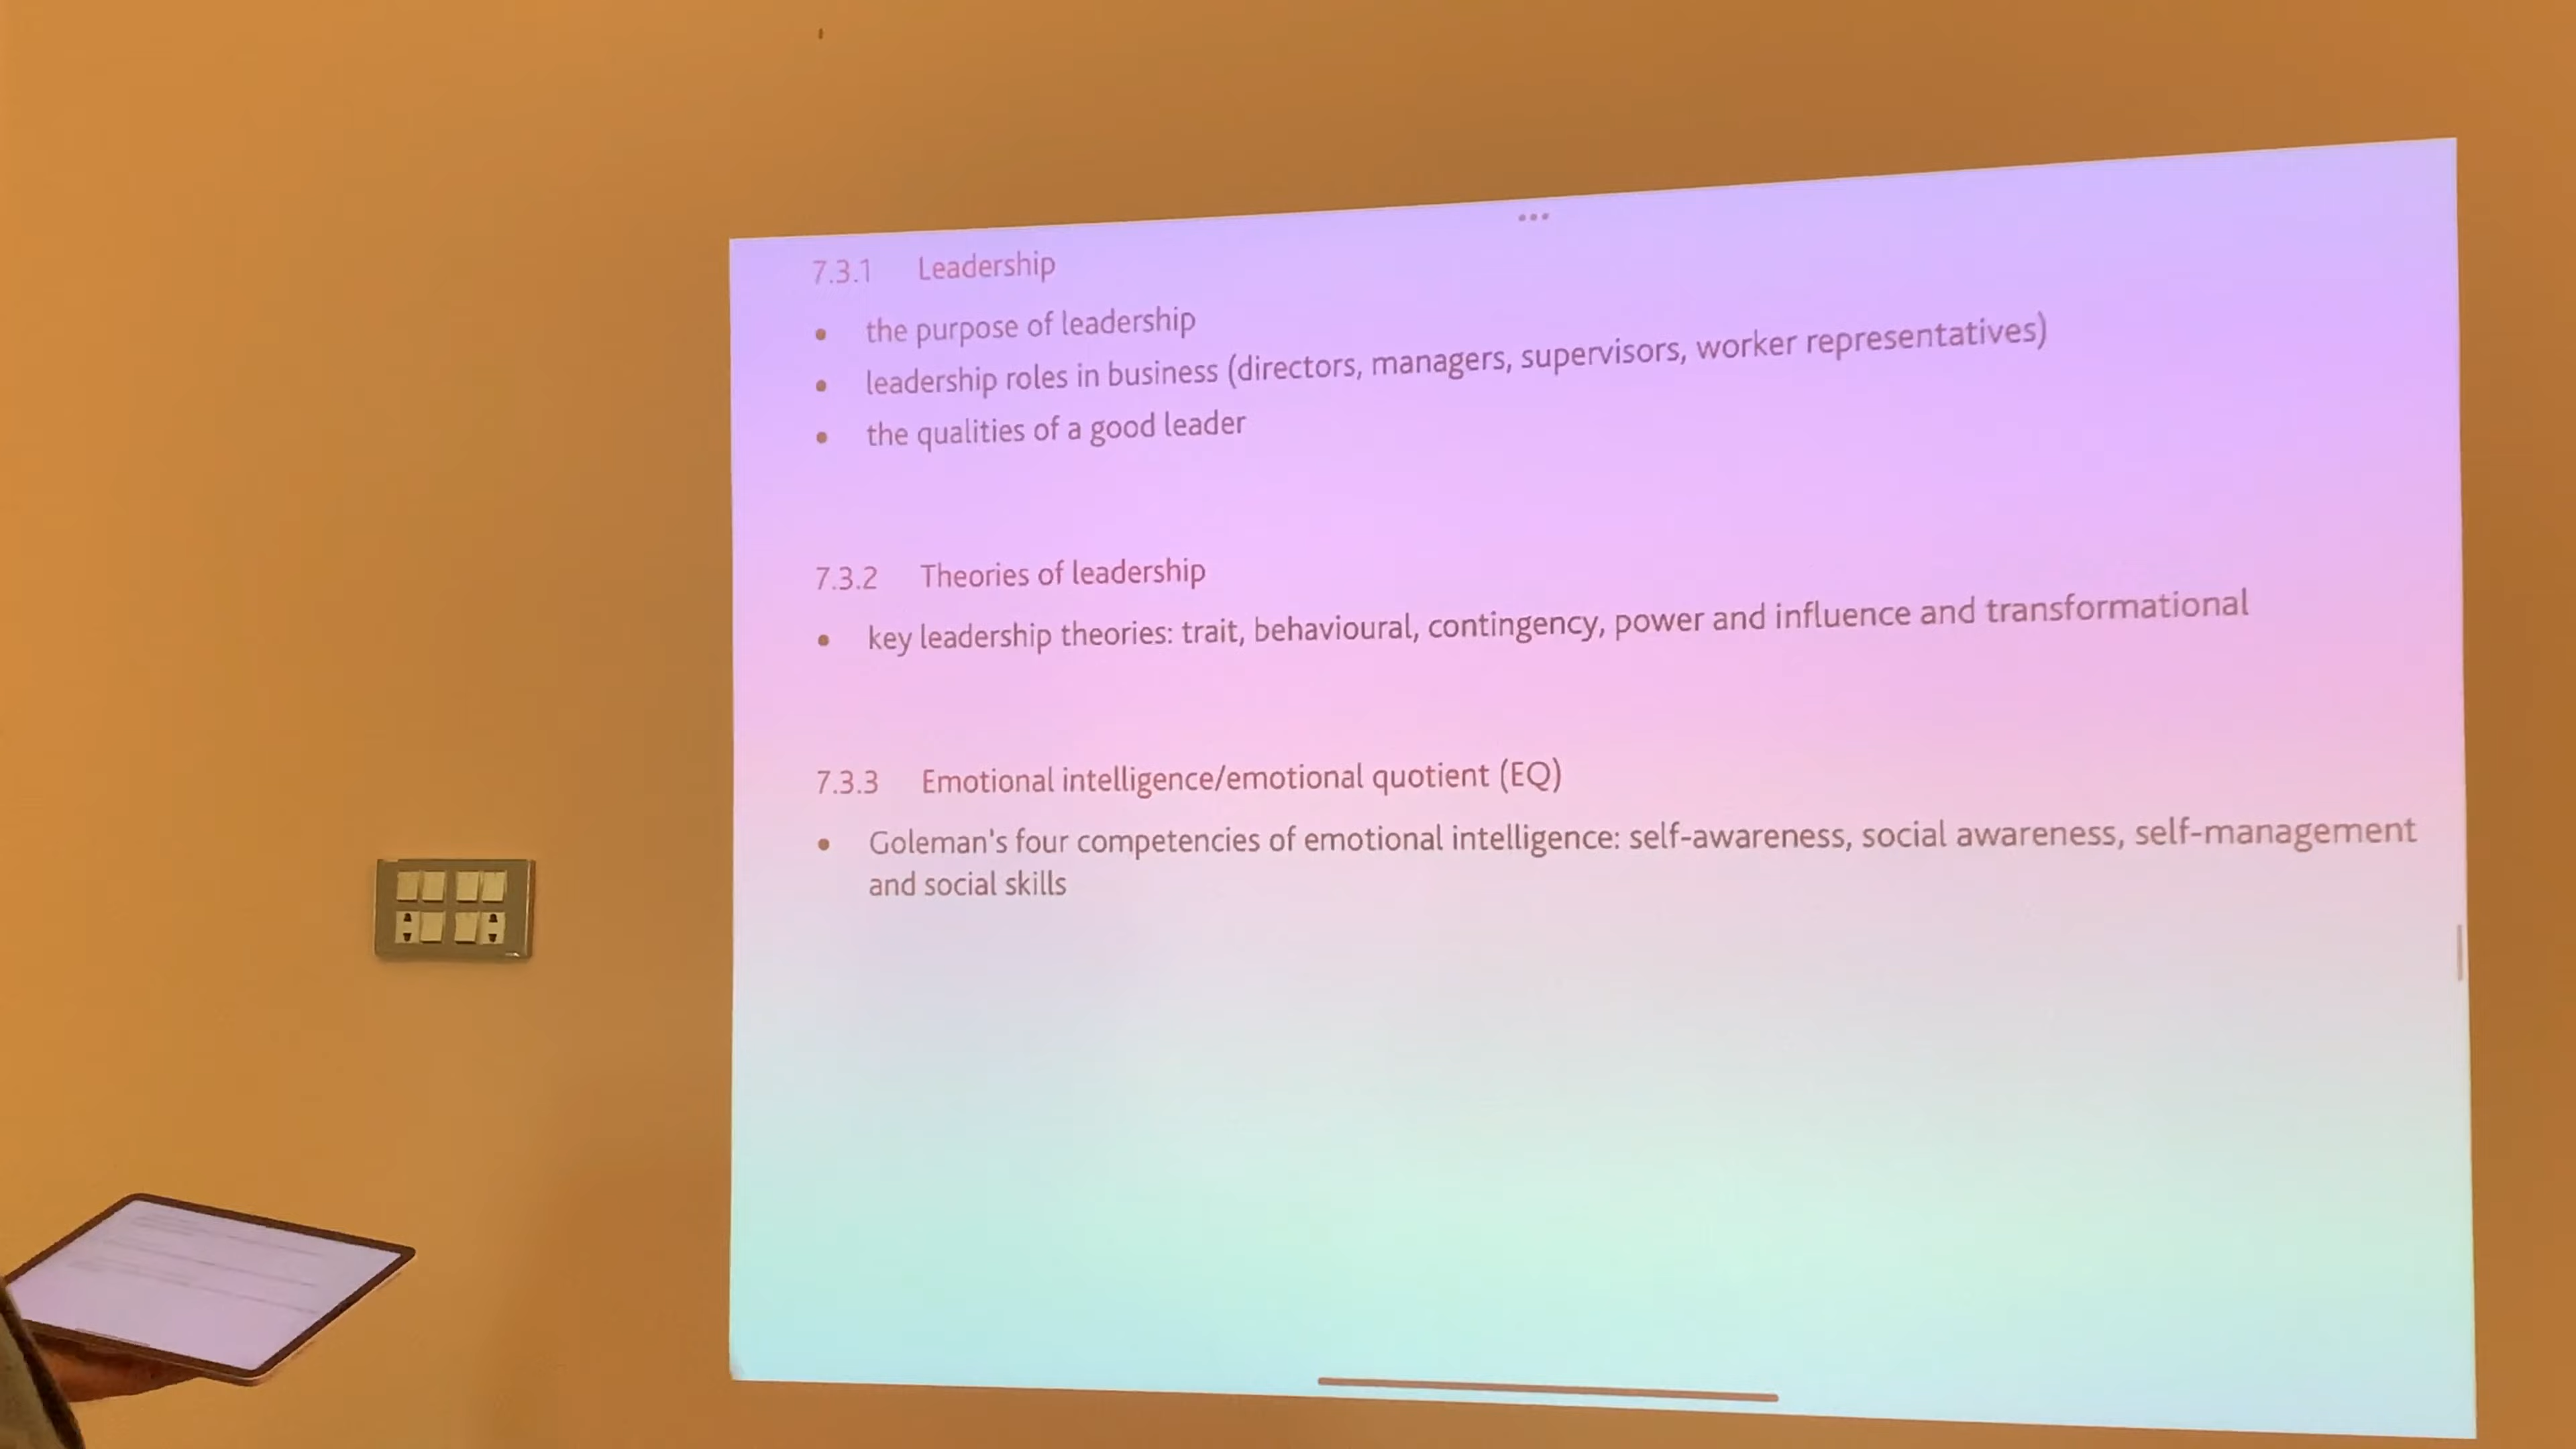 7.3.1 Leadership
• the purpose of leadership
• leadership roles in business (directors, managers, supervisors, worker representatives)
• the qualities of a good leader
7.3.2 Theories of leadership
• key leadership theories: trait, behavioural, contingency, power and influence and transformational
7.3.3 Emotional intelligence/emotional quotient (EQ)
• Goleman's four competencies of emotional intelligence: self-awareness, social awareness, self-management
and social skills